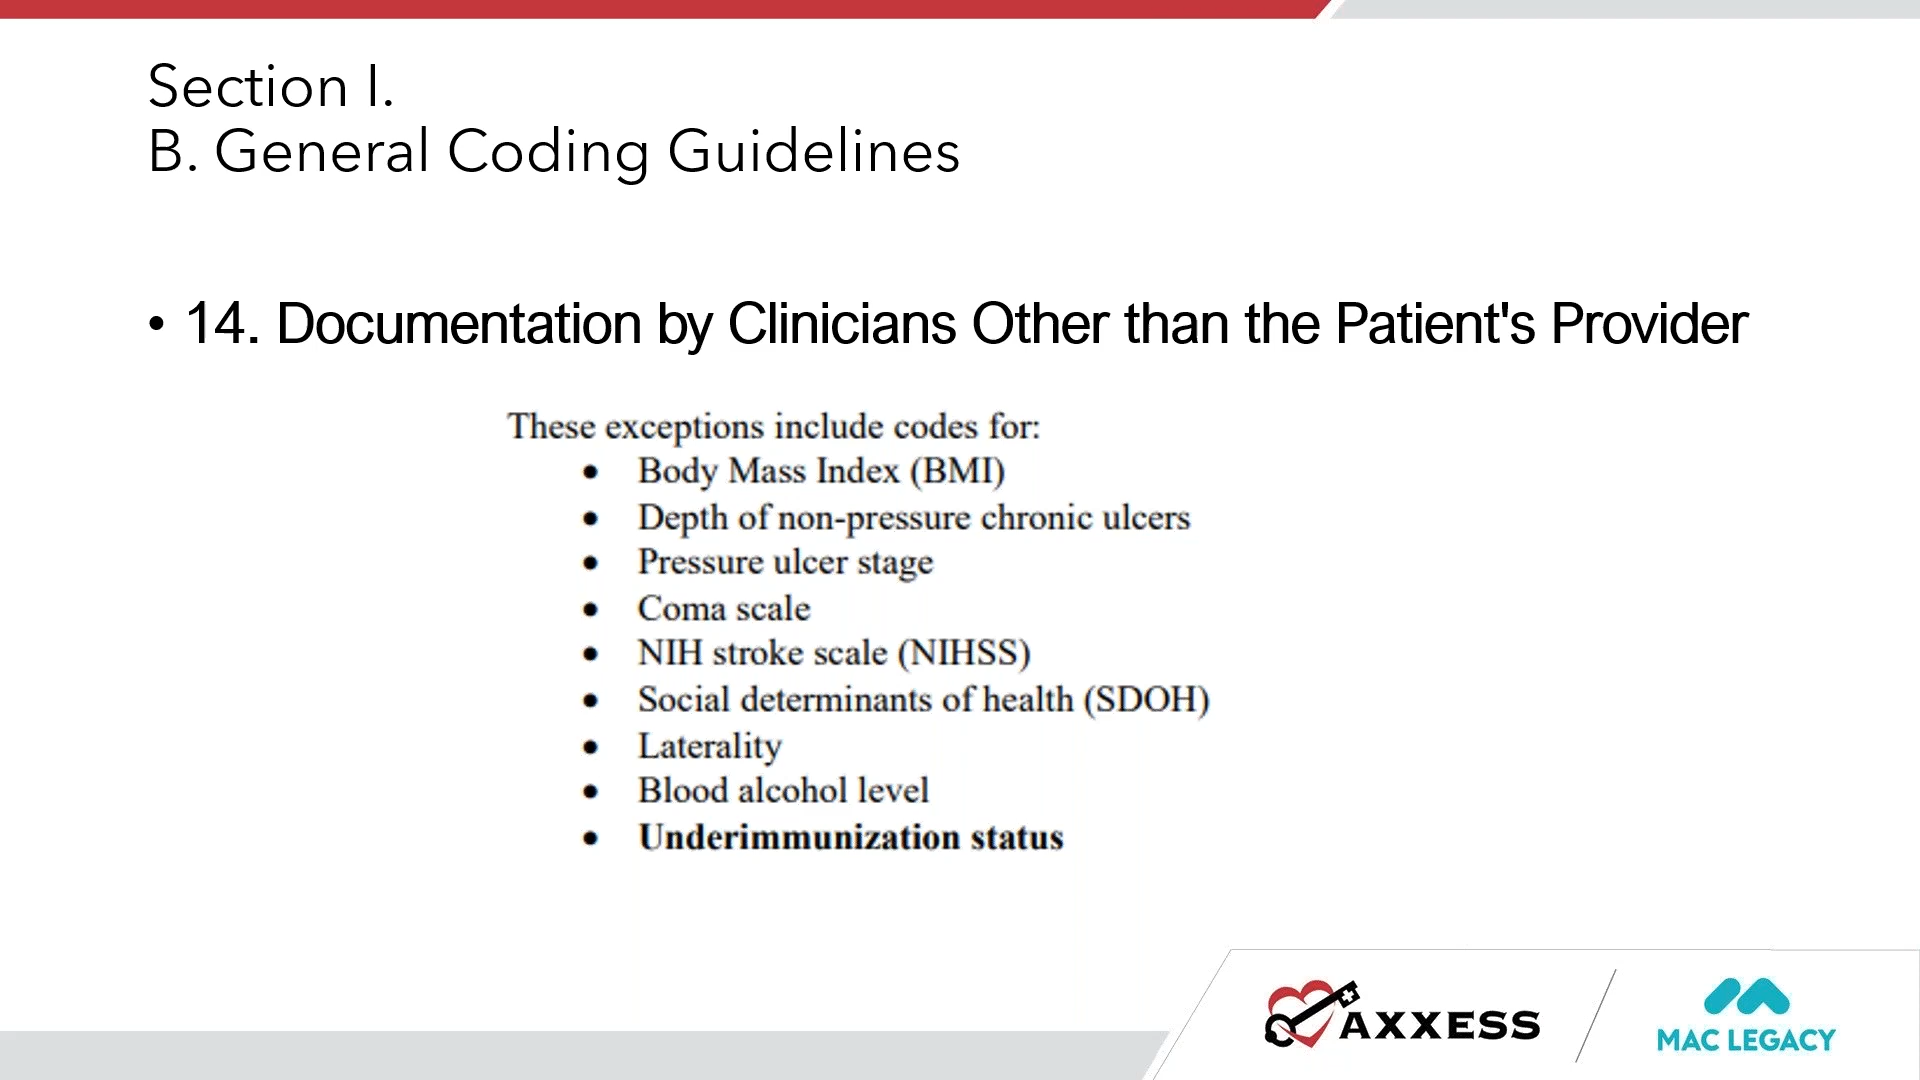 Section I.
B. General Coding Guidelines
• 14. Documentation by Clinicians Other than the Patient's Provider
These exceptions include codes for:
• Body Mass Index (BMI)
• Depth of non-pressure chronic ulcers
• Pressure ulcer stage
• Coma scale
• NIH stroke scale (NIHSS)
• Social determinants of health (SDOH)
• Laterality
• Blood alcohol level
• Underimmunization status
AXXESS
MAC LEGACY